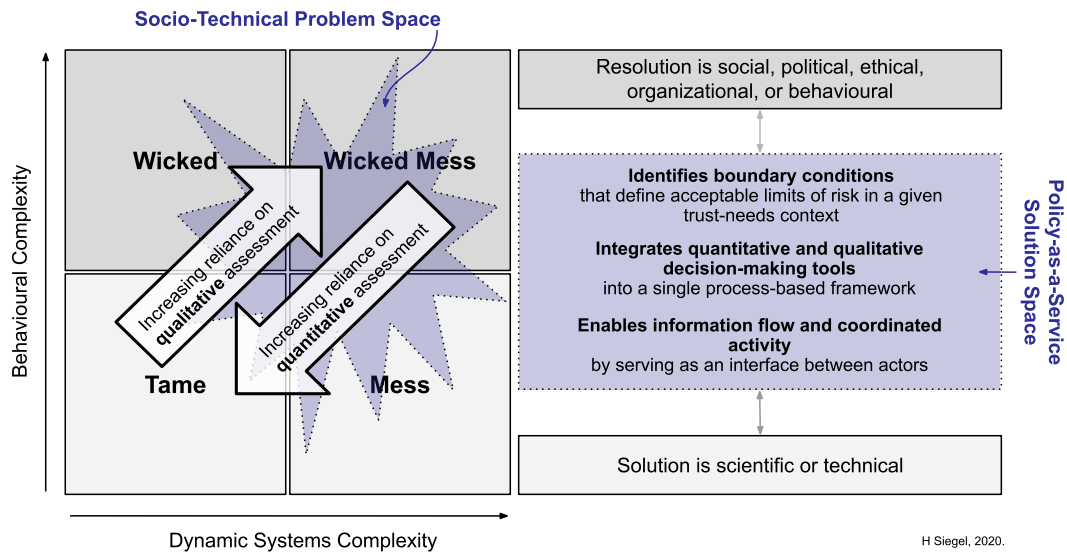 Socio-Technical Problem Space
Behavioural Complexity
Wicked
Wicked Mess
Increasing reliance on
qualitative assessment
Increasing reliance on
quantitative assessment
Tame
Mess
Dynamic Systems Complexity
Resolution is social, political, ethical,
organizational, or behavioural
Identifies boundary conditions
that define acceptable limits of risk in a given
trust-needs context
Integrates quantitative and qualitative
decision-making tools
into a single process-based framework
Enables information flow and coordinated
activity
by serving as an interface between actors
Policy-as-a-Service
Solution Space
Solution is scientific or technical
H Siegel, 2020.